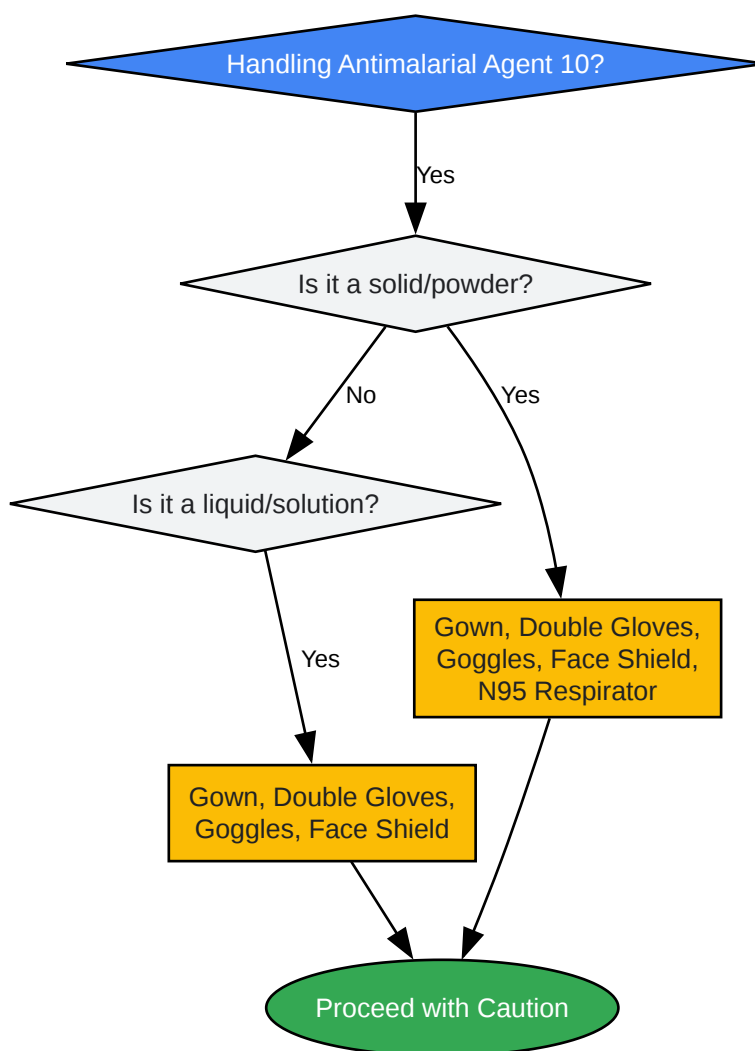 Handling Antimalarial Agent 10?
Yes
Is it a solid/powder?
No
Yes
Is it a liquid/solution?
Yes
Gown, Double Gloves,
Goggles, Face Shield,
N95 Respirator
Gown, Double Gloves,
Goggles, Face Shield
Proceed with Caution